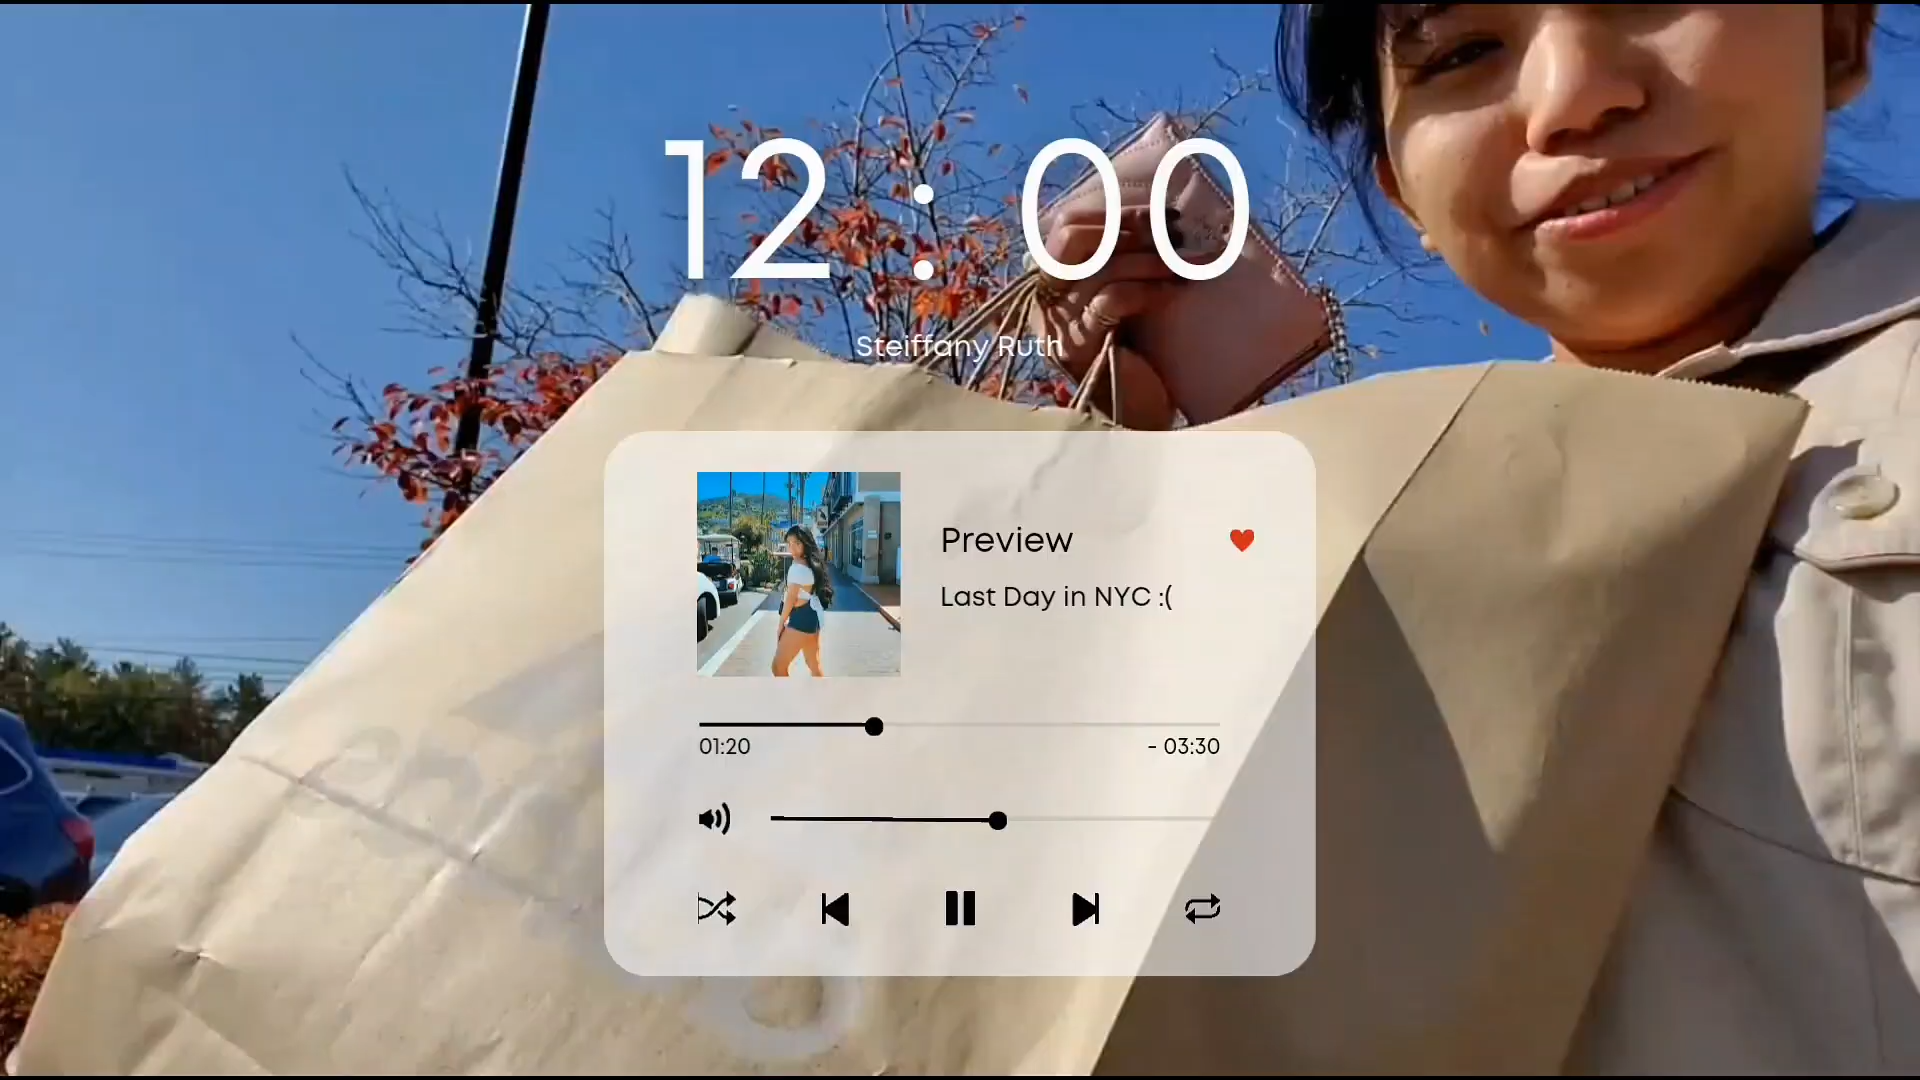 12 : 00
Steiffany Ruth
Preview
Last Day in NYC :(
01:20
- 03:30